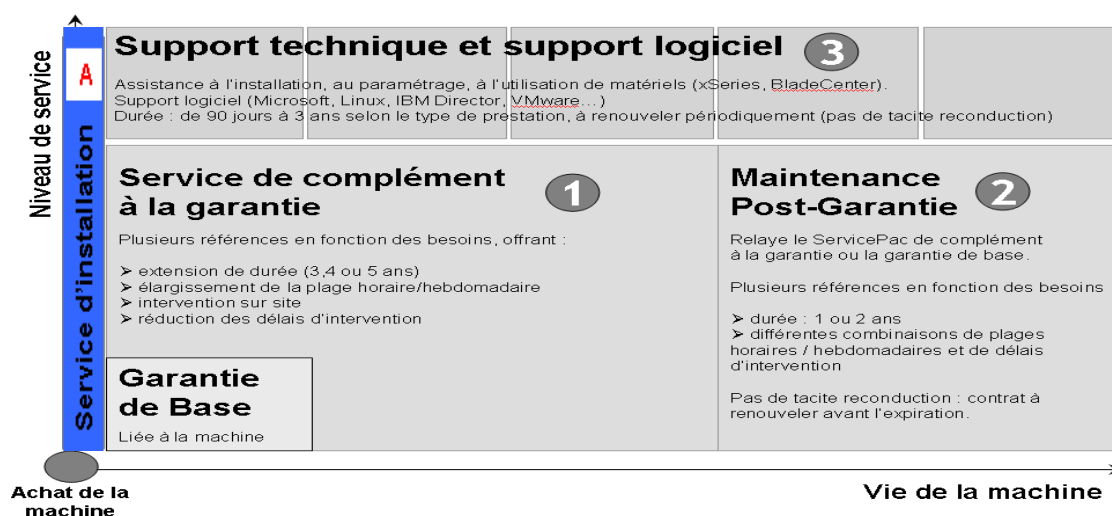 Niveau de service
A
Service d'installation
Support technique et support logiciel 3
Assistance à l'installation, au paramétrage, à l'utilisation de matériels (xSeries, BladeCenter).
Support logiciel (Microsoft, Linux, IBM Director, VMware...)
Durée : de 90 jours à 3 ans selon le type de prestation, à renouveler périodiquement (pas de tacite reconduction)
Service de complément
à la garantie
1
Plusieurs références en fonction des besoins, offrant :
➢ extension de durée (3,4 ou 5 ans)
➢ élargissement de la plage horaire/hebdomadaire
➢ intervention sur site
➢ réduction des délais d'intervention
Garantie
de Base
Liée à la machine
Maintenance
Post-Garantie
2
Relaye le ServicePac de complément
à la garantie ou la garantie de base.
Plusieurs références en fonction des besoins
➢ durée : 1 ou 2 ans
➢ différentes combinaisons de plages
horaires / hebdomadaires et de délais
d'intervention
Pas de tacite reconduction : contrat à
renouveler avant l'expiration.
Achat de la
machine
Vie de la machine